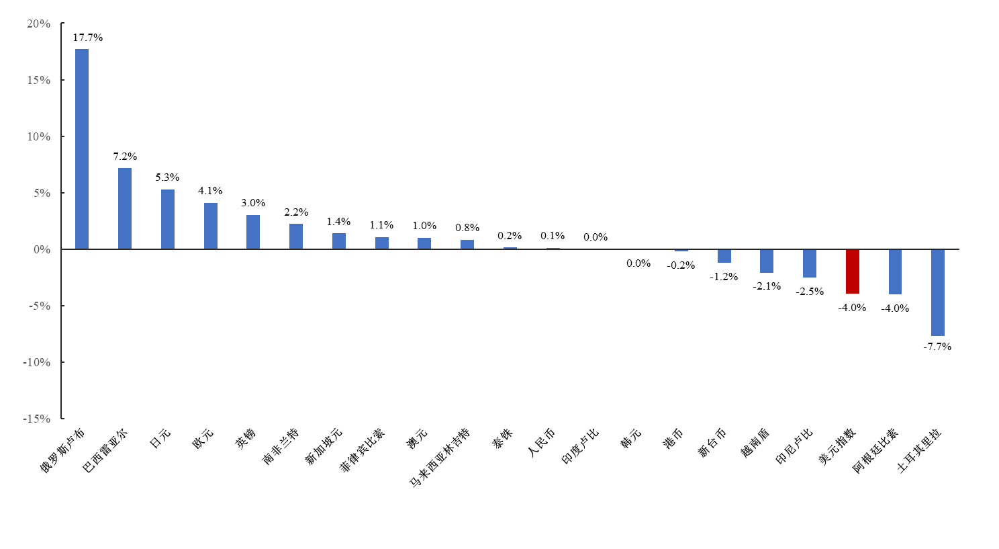 20%
15%
10%
5%
0%
-5%
-10%
-15%
17.7%
7.2%
5.3%
4.1%
3.0%
2.2%
1.4%
1.1%
1.0%
0.8%
0.2%
0.1%
0.0%
0.0%
-0.2%
-1.2%
-2.1%
-2.5%
-4.0%
-4.0%
-7.7%
俄罗斯卢布
巴西雷亚尔
日元
欧元
英镑
南非兰特
新加坡元
菲律宾比索
澳元
马来西亚林吉特
泰铢
人民币
印度卢比
韩元
港币
新台币
越南盾
印尼卢比
美元指数
阿根廷比索
土耳其里拉